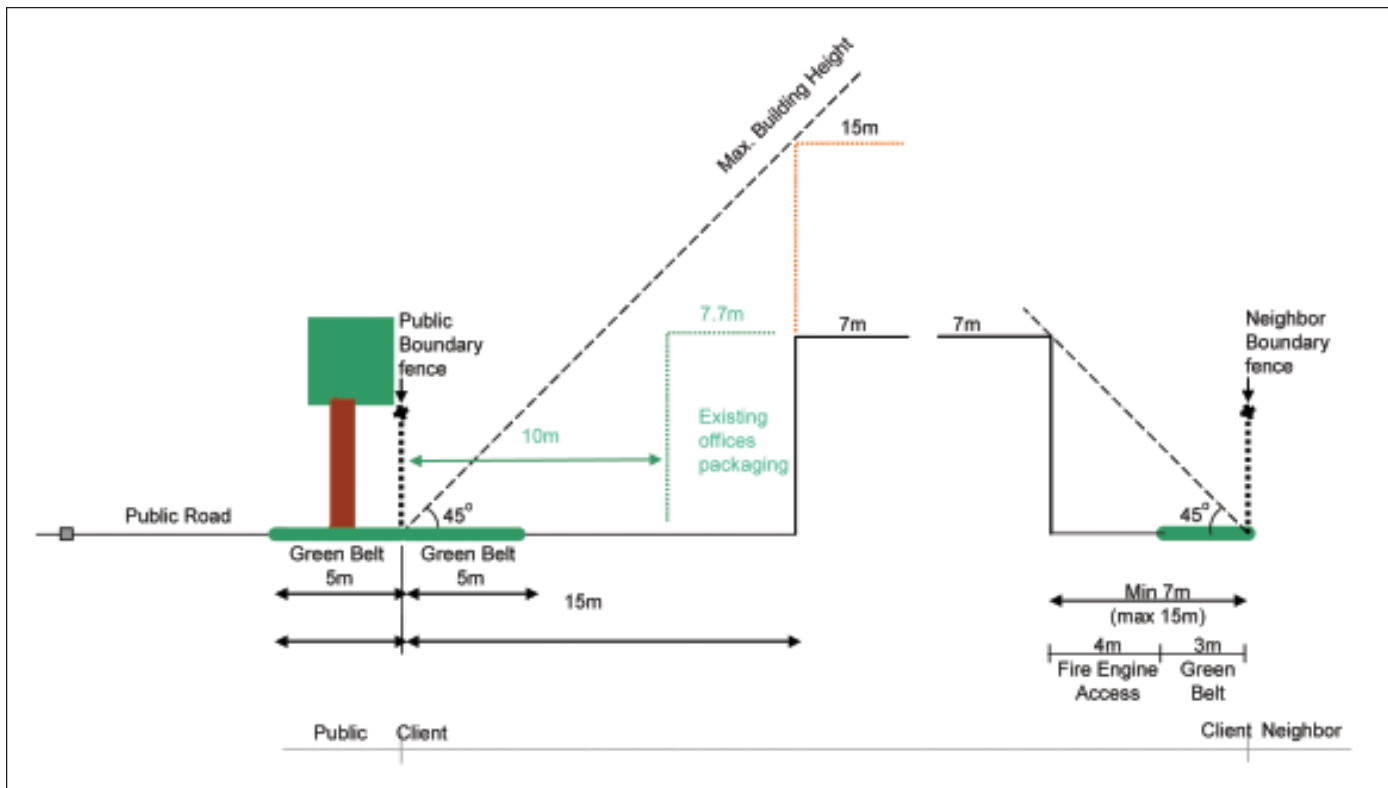 Max. Building Height
15m
Public
Boundary
fence
7.7m
7m
7m
Neighbor
Boundary
fence
Existing
offices
packaging
10m
Public Road
45°
45°
Green Belt
5m
Green Belt
5m
15m
Min 7m
(max 15m)
4m
3m
Fire Engine
Access
Green
Belt
Public
Client
Client
Neighbor